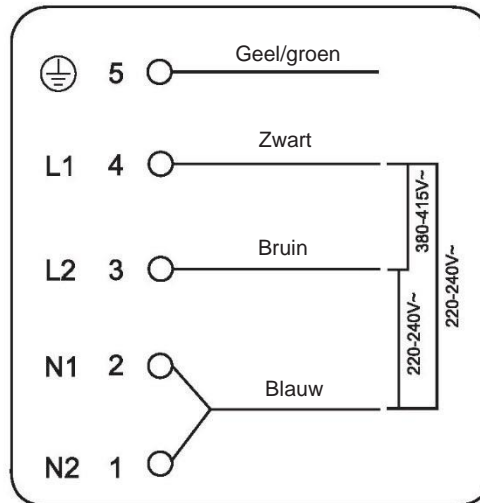 5 Geel/groen
L1 4 Zwart
L2 3 Bruin
N1 2
Blauw
N2 1
380-415V~
220-240V~
220-240V~